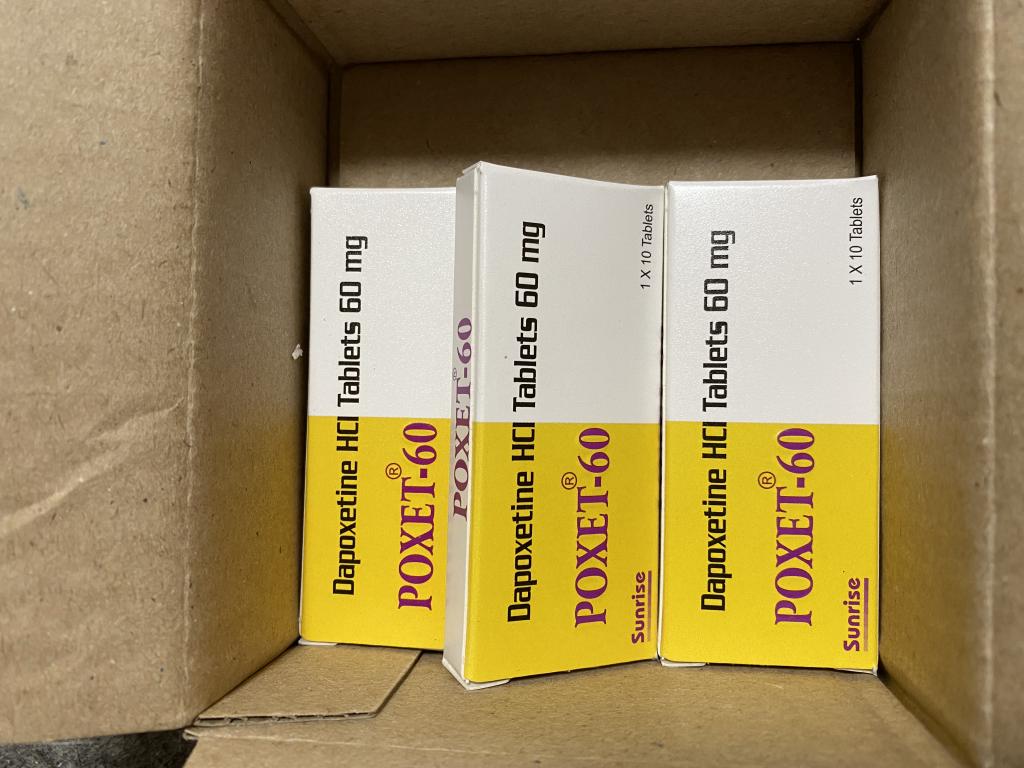 Dapoxetine HCl Tablets 60 mg
POXET®-60
POXET®-60
Dapoxetine HCl Tablets 60 mg
POXET®-60
1 X 10 Tablets
Sunrise
Dapoxetine HCl Tablets 60 mg
POXET®-60
1 X 10 Tablets
Sunrise